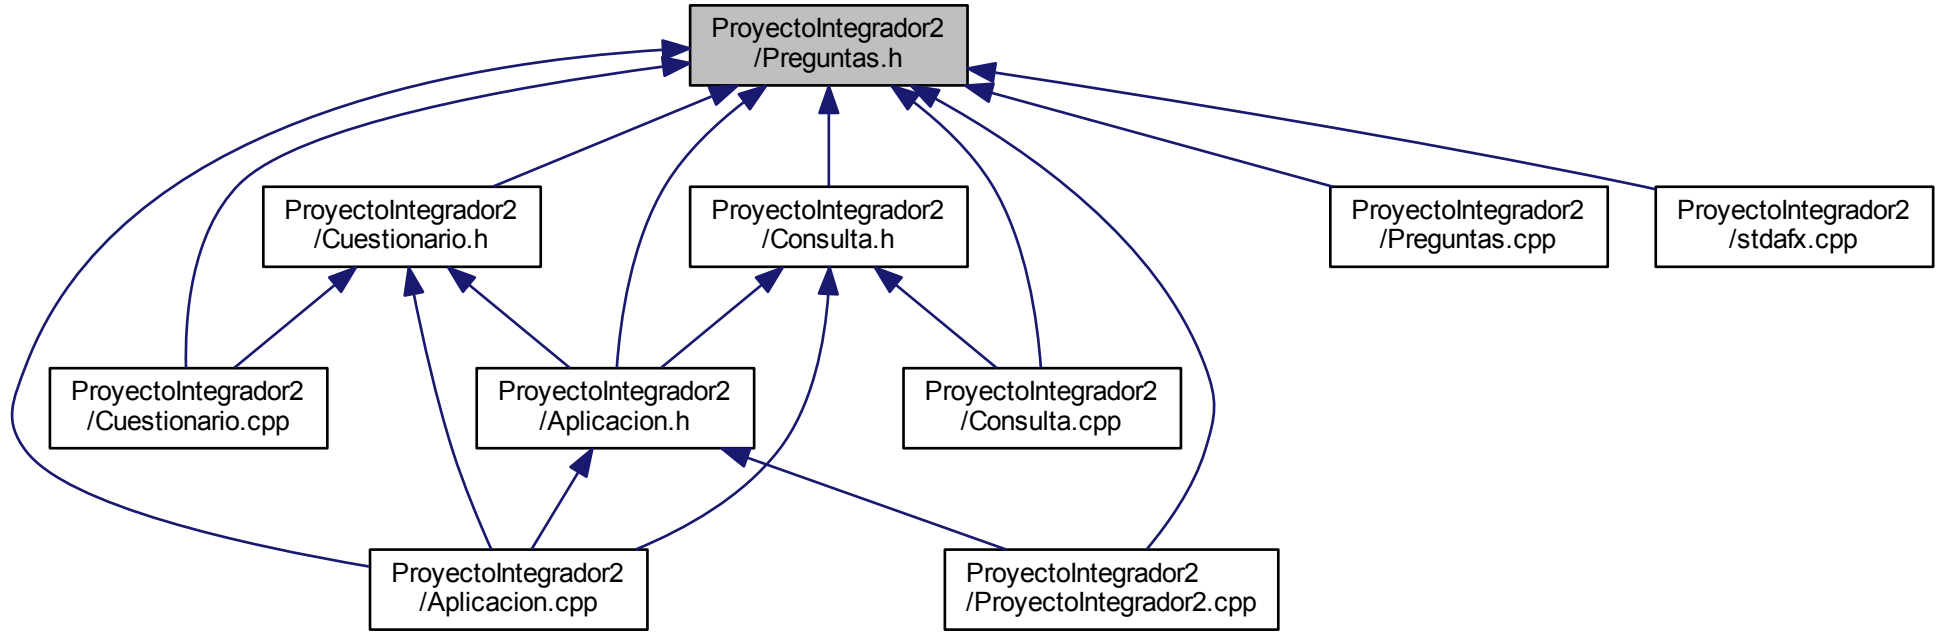 ProyectoIntegrador2
/Preguntas.h
ProyectoIntegrador2
/Cuestionario.h
ProyectoIntegrador2
/Consulta.h
ProyectoIntegrador2
/Preguntas.cpp
ProyectoIntegrador2
/stdafx.cpp
ProyectoIntegrador2
/Cuestionario.cpp
ProyectoIntegrador2
/Aplicacion.h
ProyectoIntegrador2
/Consulta.cpp
ProyectoIntegrador2
/Aplicacion.cpp
ProyectoIntegrador2
/ProyectoIntegrador2.cpp